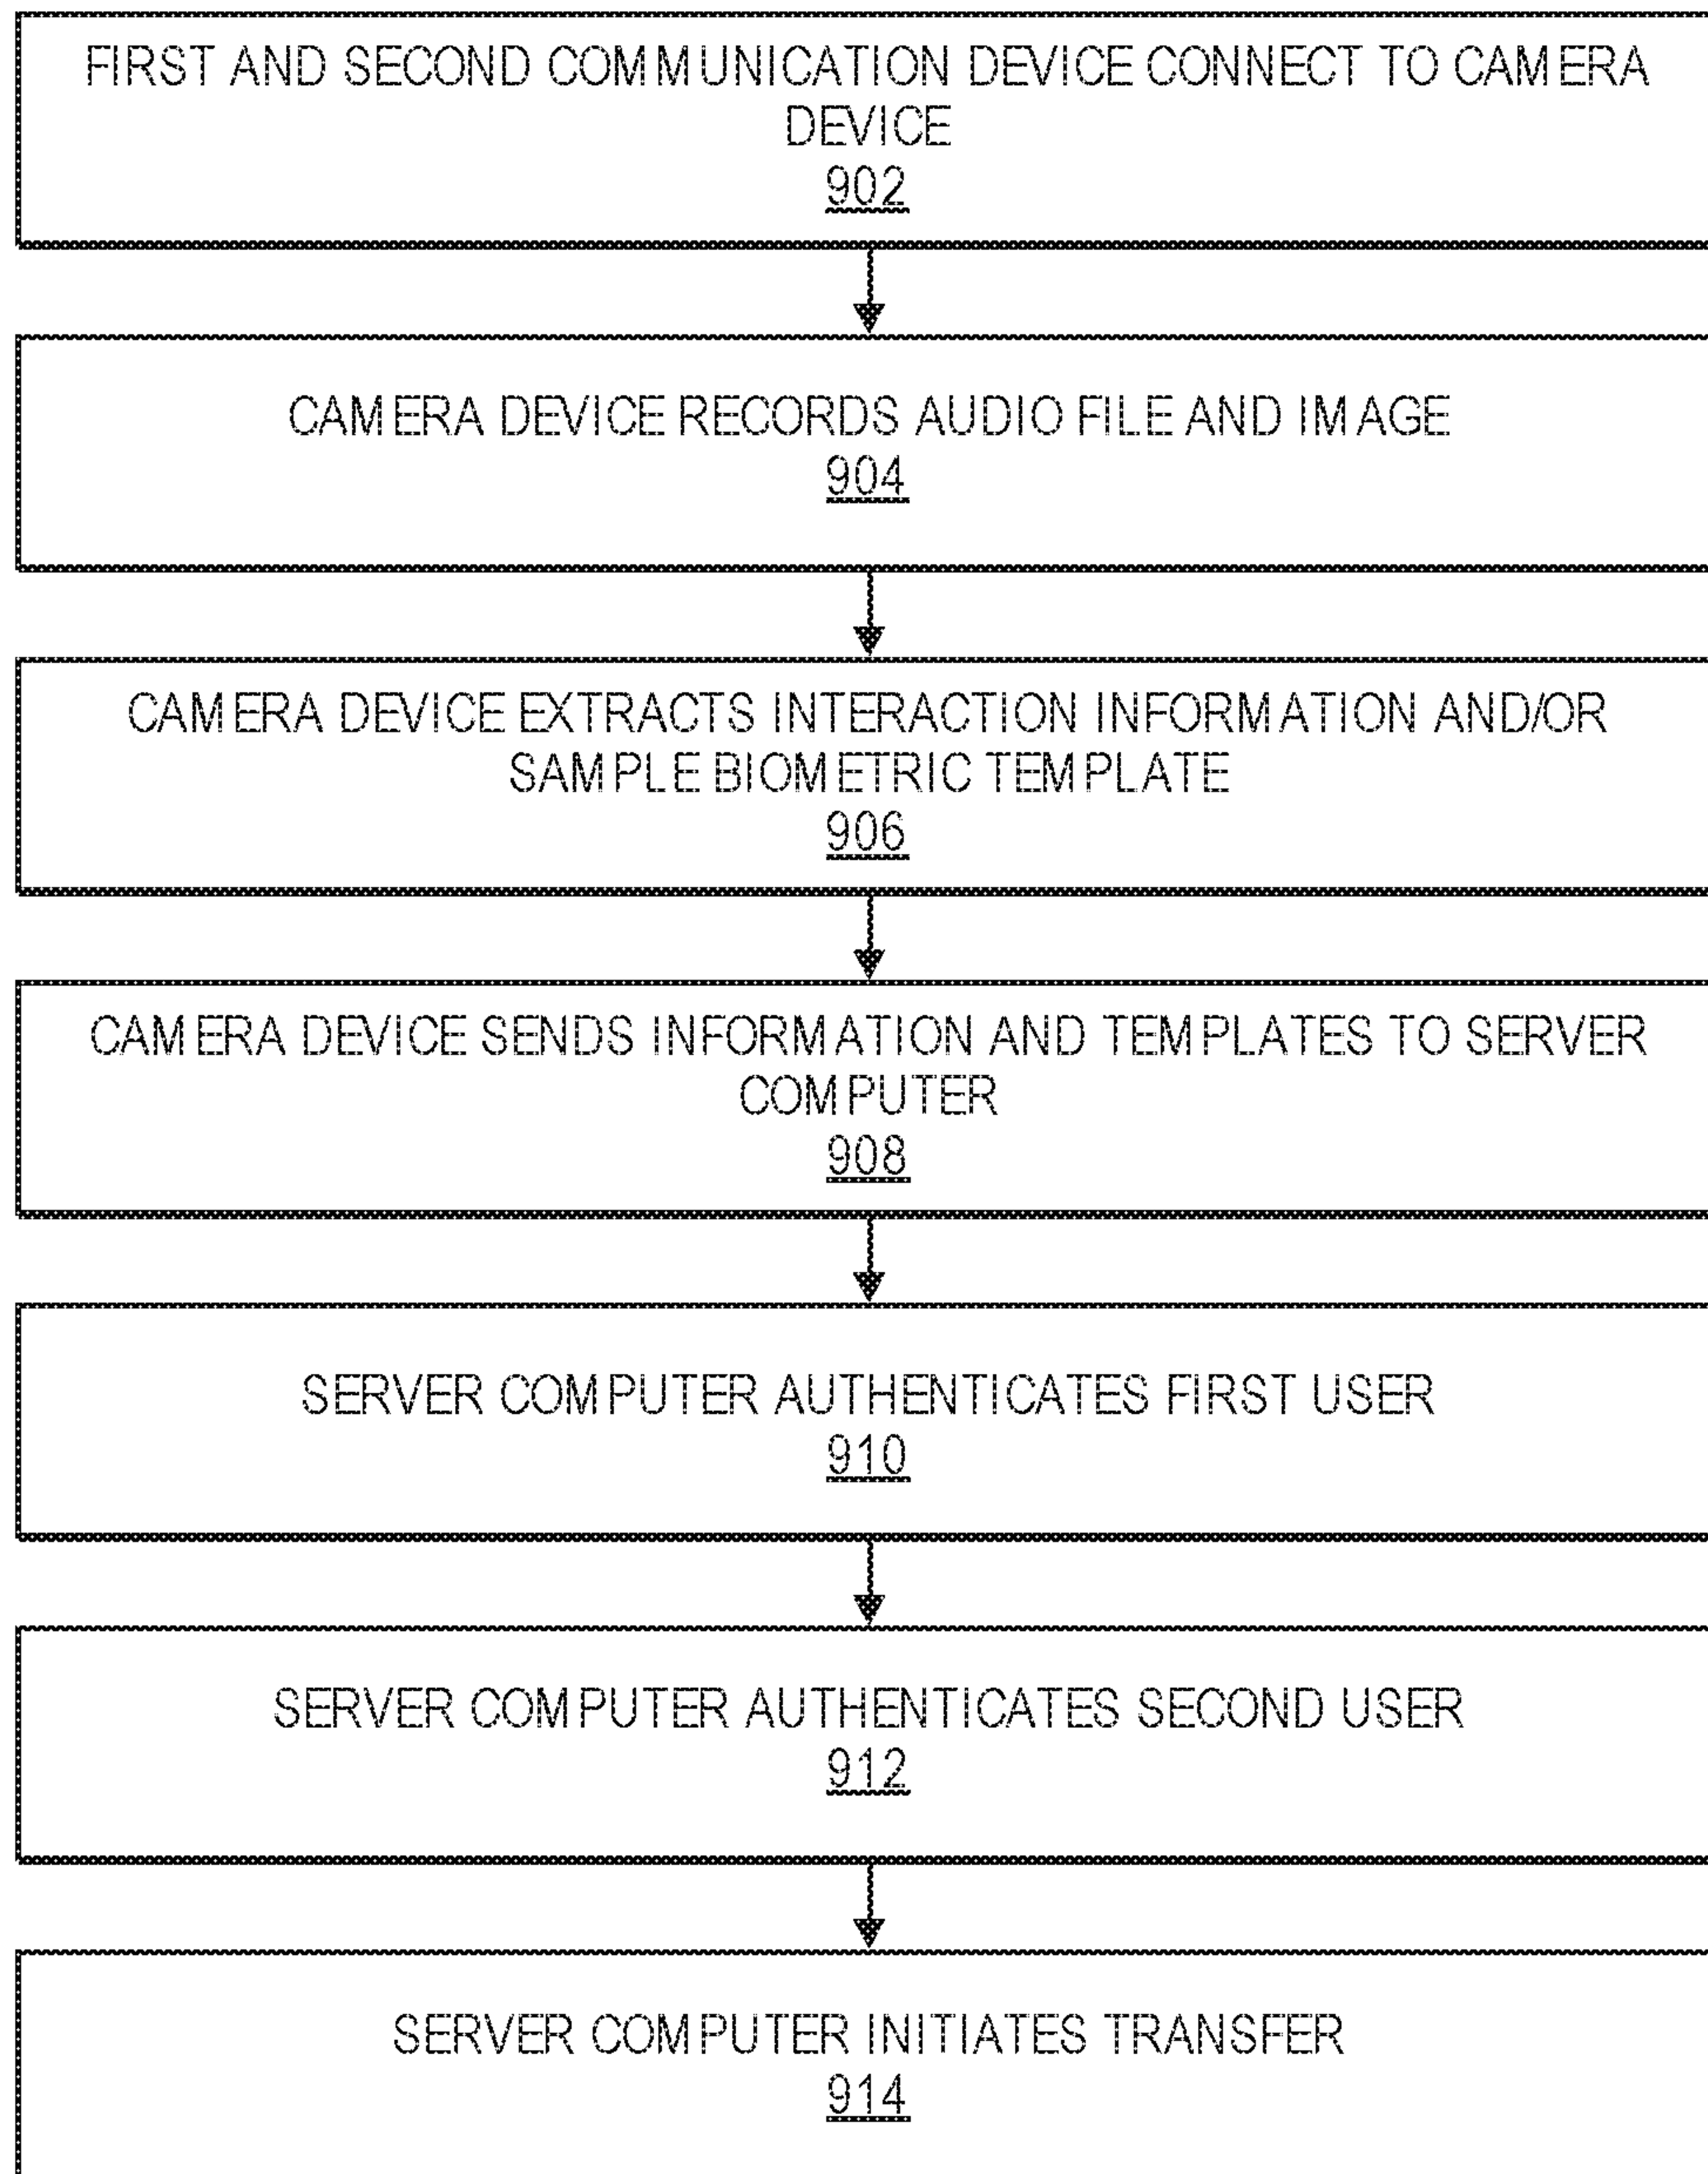 FIRST AND SECOND COMMUNICATION DEVICE CONNECT TO CAMERA
DEVICE
902
CAMERA DEVICE RECORDS AUDIO FILE AND IMAGE
904
CAMERA DEVICE EXTRACTS INTERACTION INFORMATION AND/OR
SAMPLE BIOMETRIC TEMPLATE
906
CAMERA DEVICE SENDS INFORMATION AND TEMPLATES TO SERVER
COMPUTER
908
SERVER COMPUTER AUTHENTICATES FIRST USER
910
SERVER COMPUTER AUTHENTICATES SECOND USER
912
SERVER COMPUTER INITIATES TRANSFER
914